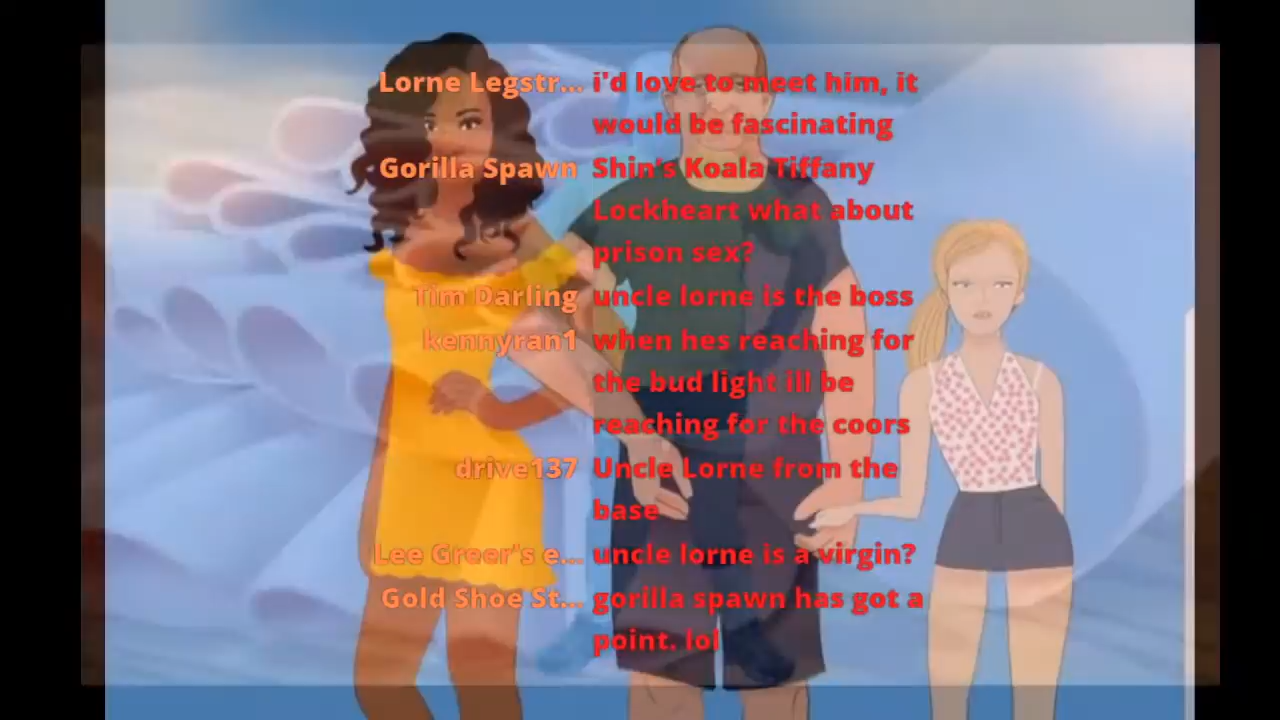 Lorne Legstr... i'd love to meet him, it
would be fascinating
Gorilla Spawn Shin's Koala Tiffany
Lockheart what about
prison sex?
Tim Darling uncle lorne is the boss
kennyran1 when hes reaching for
the bud light ill be
reaching for the coors
drive137 Uncle Lorne from the
base
Lee Greer's e... uncle lorne is a virgin?
Gold Shoe St... gorilla spawn has got a
point. lol